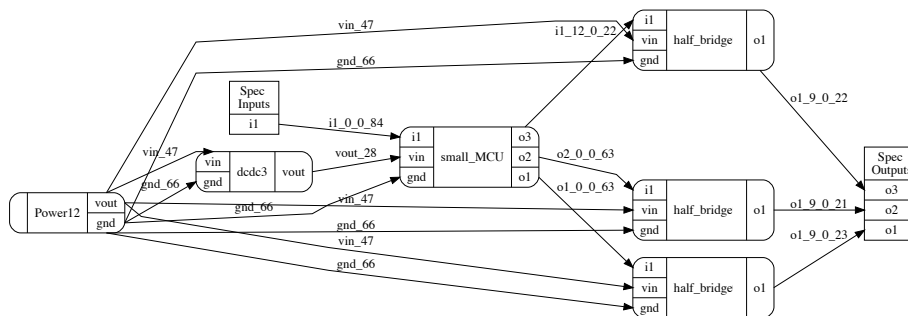 vin_47
i1
vin
gnd
half_bridge
o1
i1_12_0_22
gnd_66
Spec
Inputs
i1
i1_0_0_84
o1_9_0_22
i1
vin
gnd
small_MCU
o3
o2
o1
vin_47
vin
gnd
dcdc3
vout
vout_28
gnd_66
o2_0_0_63
Spec
Outputs
o3
o2
o1
Power12
vout
gnd
gnd_66
vin_47
o1_0_0_63
i1
vin
gnd
half_bridge
o1
o1_9_0_21
gnd_66
vin_47
o1_9_0_23
gnd_66
i1
vin
gnd
half_bridge
o1